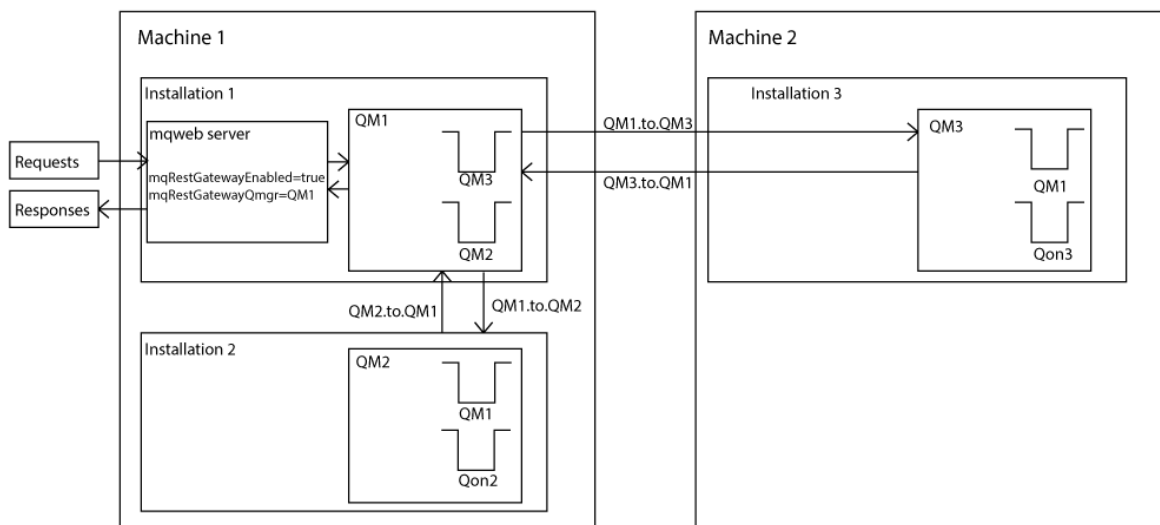 Machine 1
Machine 2
Installation 1
Installation 3
mqweb server
QM1
QM1.to.QM3
QM3
Requests
mqRestGatewayEnabled=true
mqRestGatewayQmgr=QM1
QM3
QM3.to.QM1
QM1
Responses
QM2
Qon3
QM2.to.QM1
QM1.to.QM2
Installation 2
QM2
QM1
Qon2